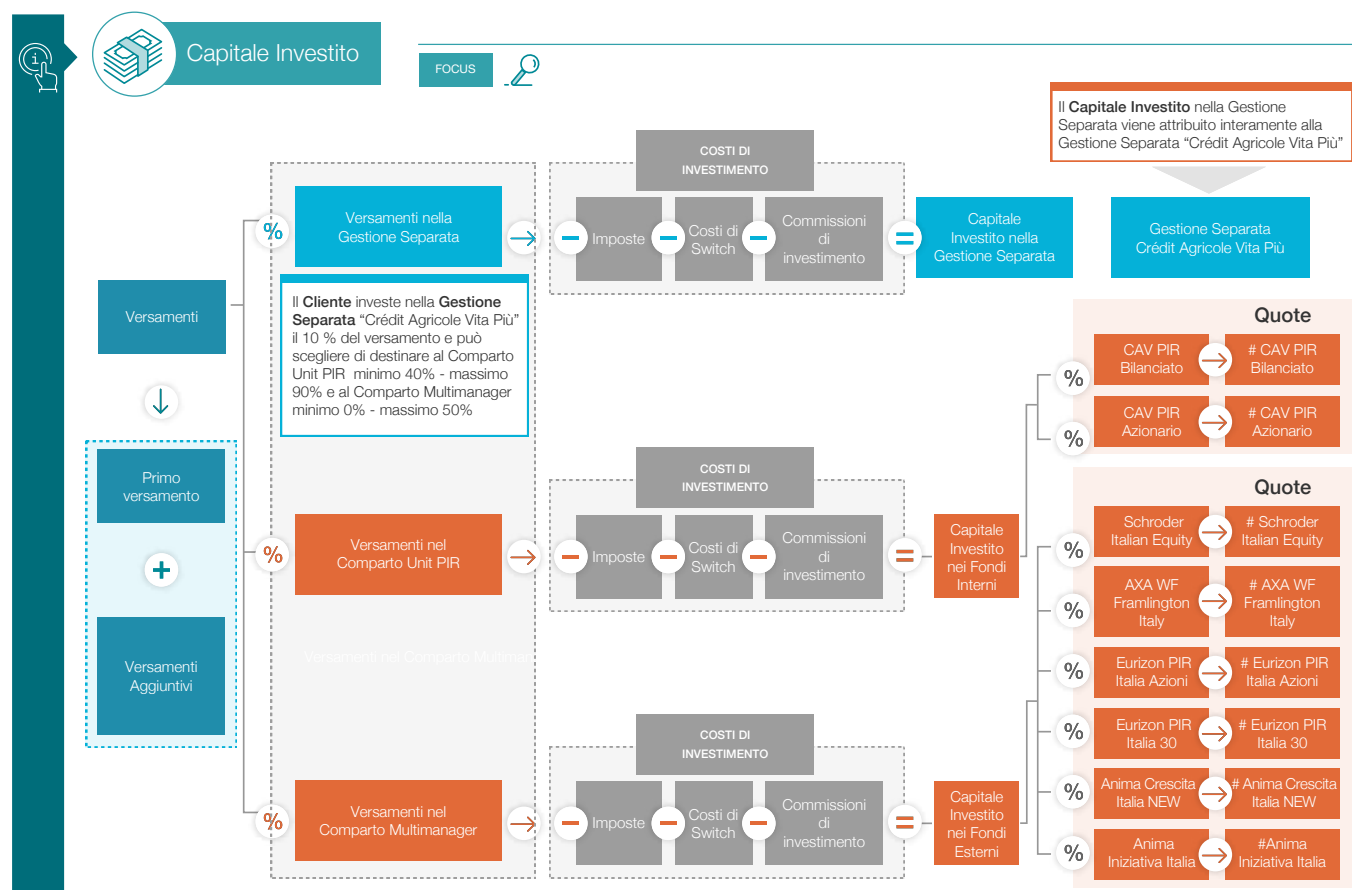 Capitale Investito
FOCUS
Il Capitale Investito nella Gestione
Separata viene attribuito interamente alla
Gestione Separata “Crédit Agricole Vita Più”
COSTI DI
INVESTIMENTO
%
Versamenti nella
Gestione Separata
Imposte
Costi di
Switch
Commissioni
di
investimento
=
Capitale
Investito nella
Gestione Separata
Gestione Separata
Crédit Agricole Vita Più
Versamenti
Il Cliente investe nella Gestione
Separata “Crédit Agricole Vita Più”
il 10 % del versamento e può
scegliere di destinare al Comparto
Unit PIR minimo 40% - massimo
90% e al Comparto Multimanager
minimo 0% - massimo 50%
Primo
versamento
+
Versamenti
Aggiuntivi
COSTI DI
INVESTIMENTO
%
Versamenti nel
Comparto Unit PIR
Imposte
Costi di
Switch
Commissioni
di
investimento
=
Capitale
Investito
nei Fondi
Interni
Versamenti nel Comparto Multiman
COSTI DI
INVESTIMENTO
%
Versamenti nel
Comparto Multimanager
Imposte
Costi di
Switch
Commissioni
di
investimento
=
Capitale
Investito
nei Fondi
Esterni
Quote
%
CAV PIR
Bilanciato
# CAV PIR
Bilanciato
%
CAV PIR
Azionario
# CAV PIR
Azionario
Quote
%
Schroder
Italian Equity
# Schroder
Italian Equity
%
AXA WF
Framlington
Italy
# AXA WF
Framlington
Italy
%
Eurizon PIR
Italia Azioni
# Eurizon PIR
Italia Azioni
%
Eurizon PIR
Italia 30
# Eurizon PIR
Italia 30
%
Anima Crescita
Italia NEW
# Anima Crescita
Italia NEW
%
Anima
Iniziativa Italia
#Anima
Iniziativa Italia